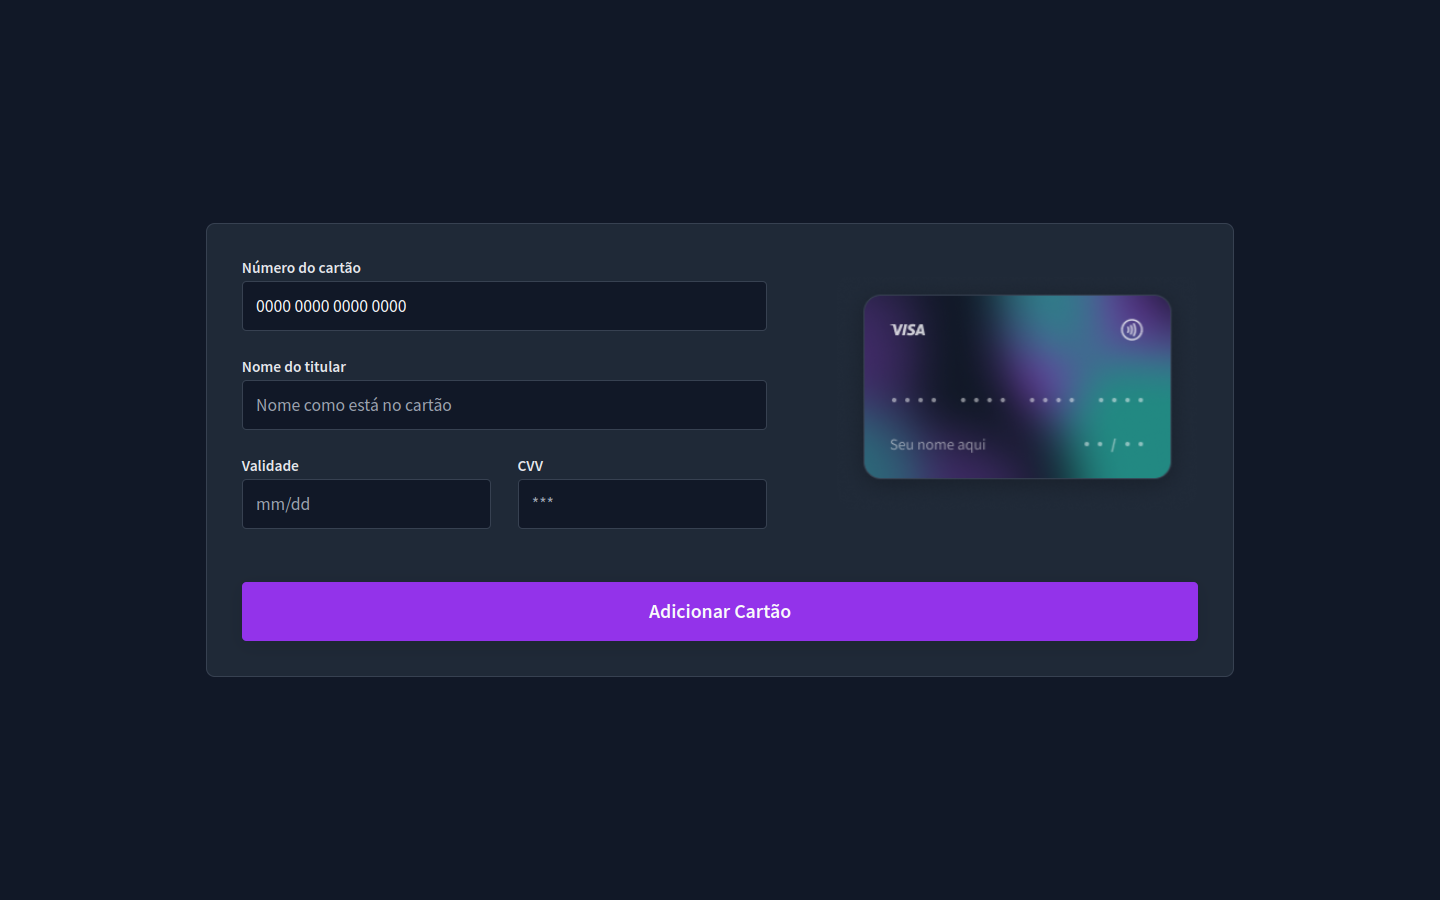 Número do cartão
0000 0000 0000 0000
Nome do titular
Nome como está no cartão
Validade
CVV
mm/dd
***
VISA
•••• •••• •••• ••••
Seu nome aqui
••/••
Adicionar Cartão